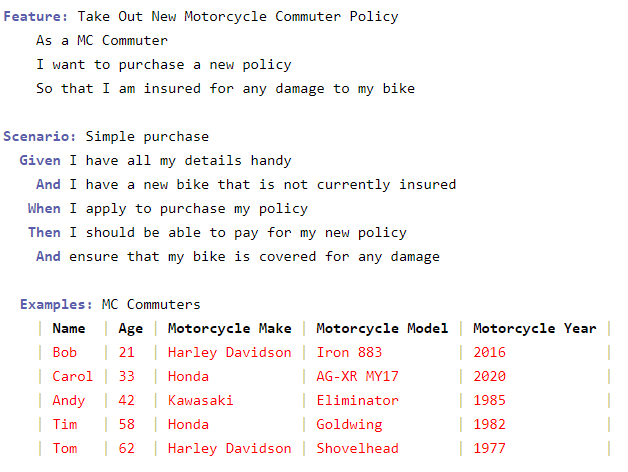 Feature: Take Out New Motorcycle Commuter Policy
As a MC Commuter
I want to purchase a new policy
So that I am insured for any damage to my bike
Scenario: Simple purchase
Given I have all my details handy
And I have a new bike that is not currently insured
When I apply to purchase my policy
Then I should be able to pay for my new policy
And ensure that my bike is covered for any damage
Examples: MC Commuters
| Name | Age | Motorcycle Make | Motorcycle Model | Motorcycle Year |
| Bob | 21 | Harley Davidson | Iron 883 | 2016 |
| Carol | 33 | Honda | AG-XR MY17 | 2020 |
| Andy | 42 | Kawasaki | Eliminator | 1985 |
| Tim | 58 | Honda | Goldwing | 1982 |
| Tom | 62 | Harley Davidson | Shovelhead | 1977 |